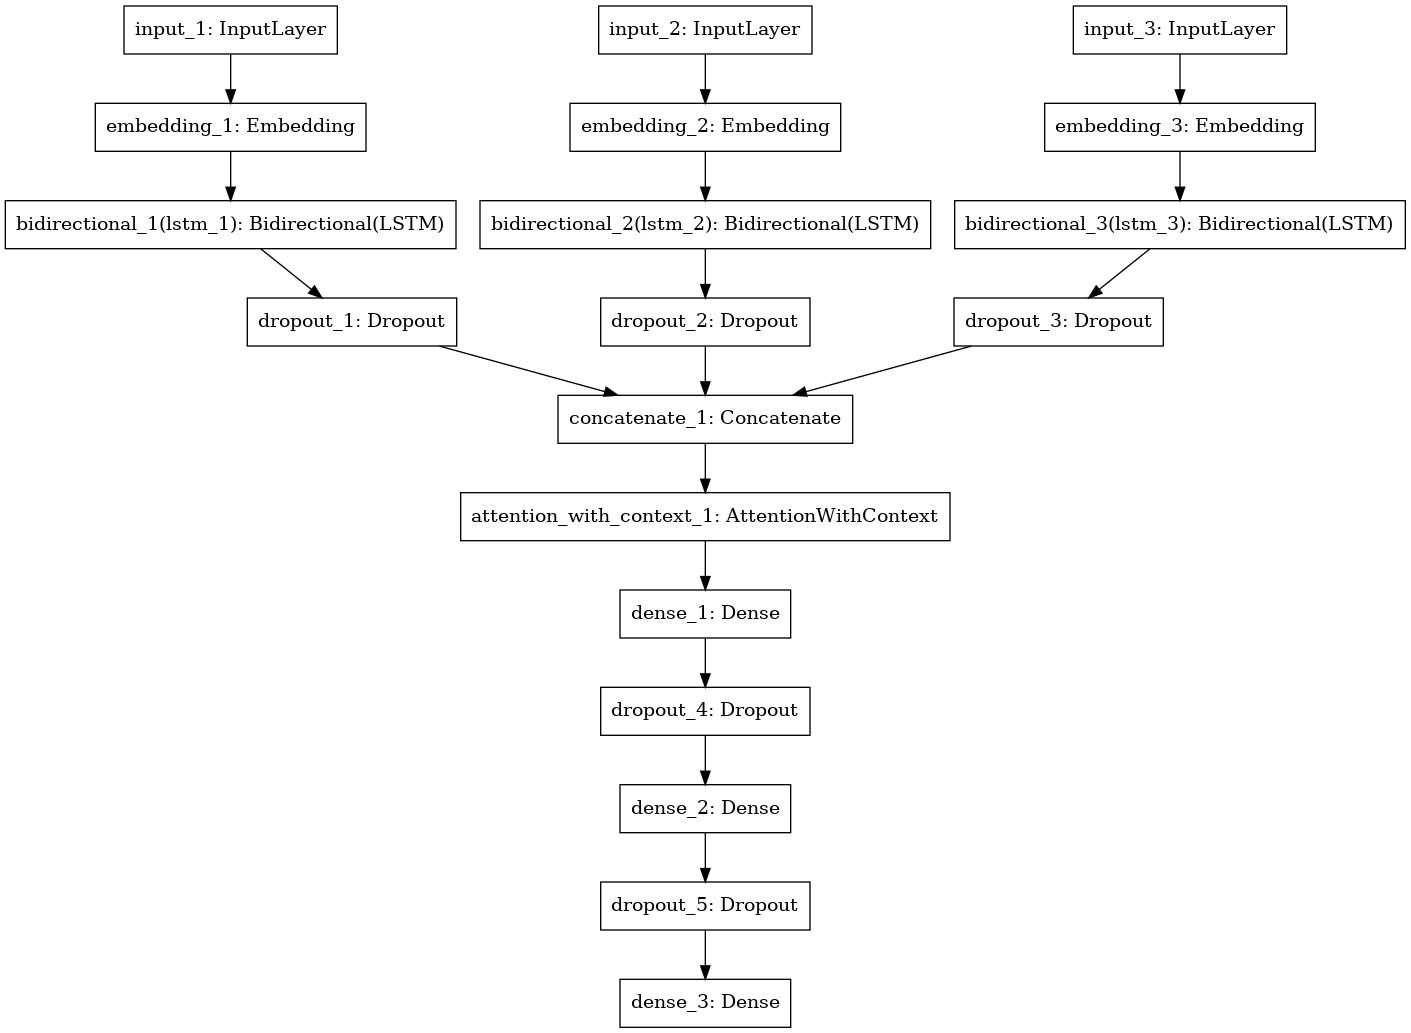 input_1: InputLayer
input_2: InputLayer
input_3: InputLayer
embedding_1: Embedding
embedding_2: Embedding
embedding_3: Embedding
bidirectional_1(lstm_1): Bidirectional(LSTM)
bidirectional_2(lstm_2): Bidirectional(LSTM)
bidirectional_3(lstm_3): Bidirectional(LSTM)
dropout_1: Dropout
dropout_2: Dropout
dropout_3: Dropout
concatenate_1: Concatenate
attention_with_context_1: AttentionWithContext
dense_1: Dense
dropout_4: Dropout
dense_2: Dense
dropout_5: Dropout
dense_3: Dense